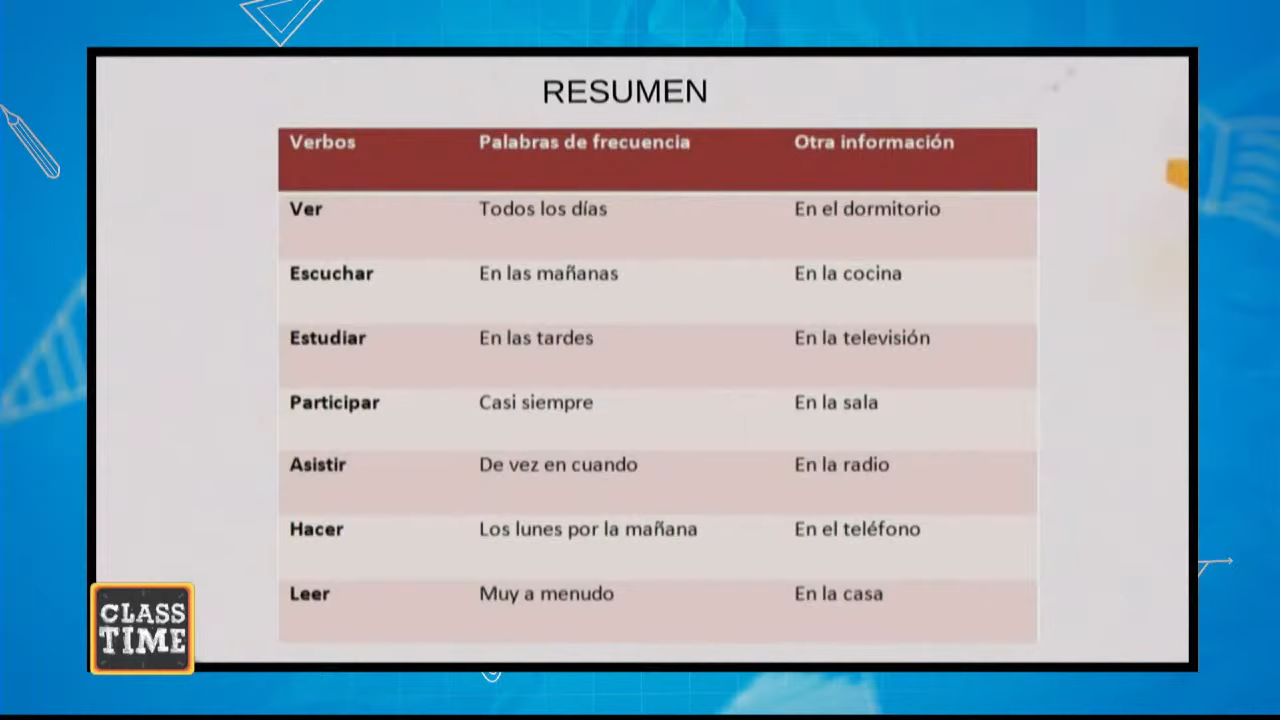 RESUMEN
Verbos Palabras de frecuencia Otra información
Ver Todos los días En el dormitorio
Escuchar En las mañanas En la cocina
Estudiar En las tardes En la televisión
Participar Casi siempre En la sala
Asistir De vez en cuando En la radio
Hacer Los lunes por la mañana En el teléfono
Leer Muy a menudo En la casa
CLASS
TIME